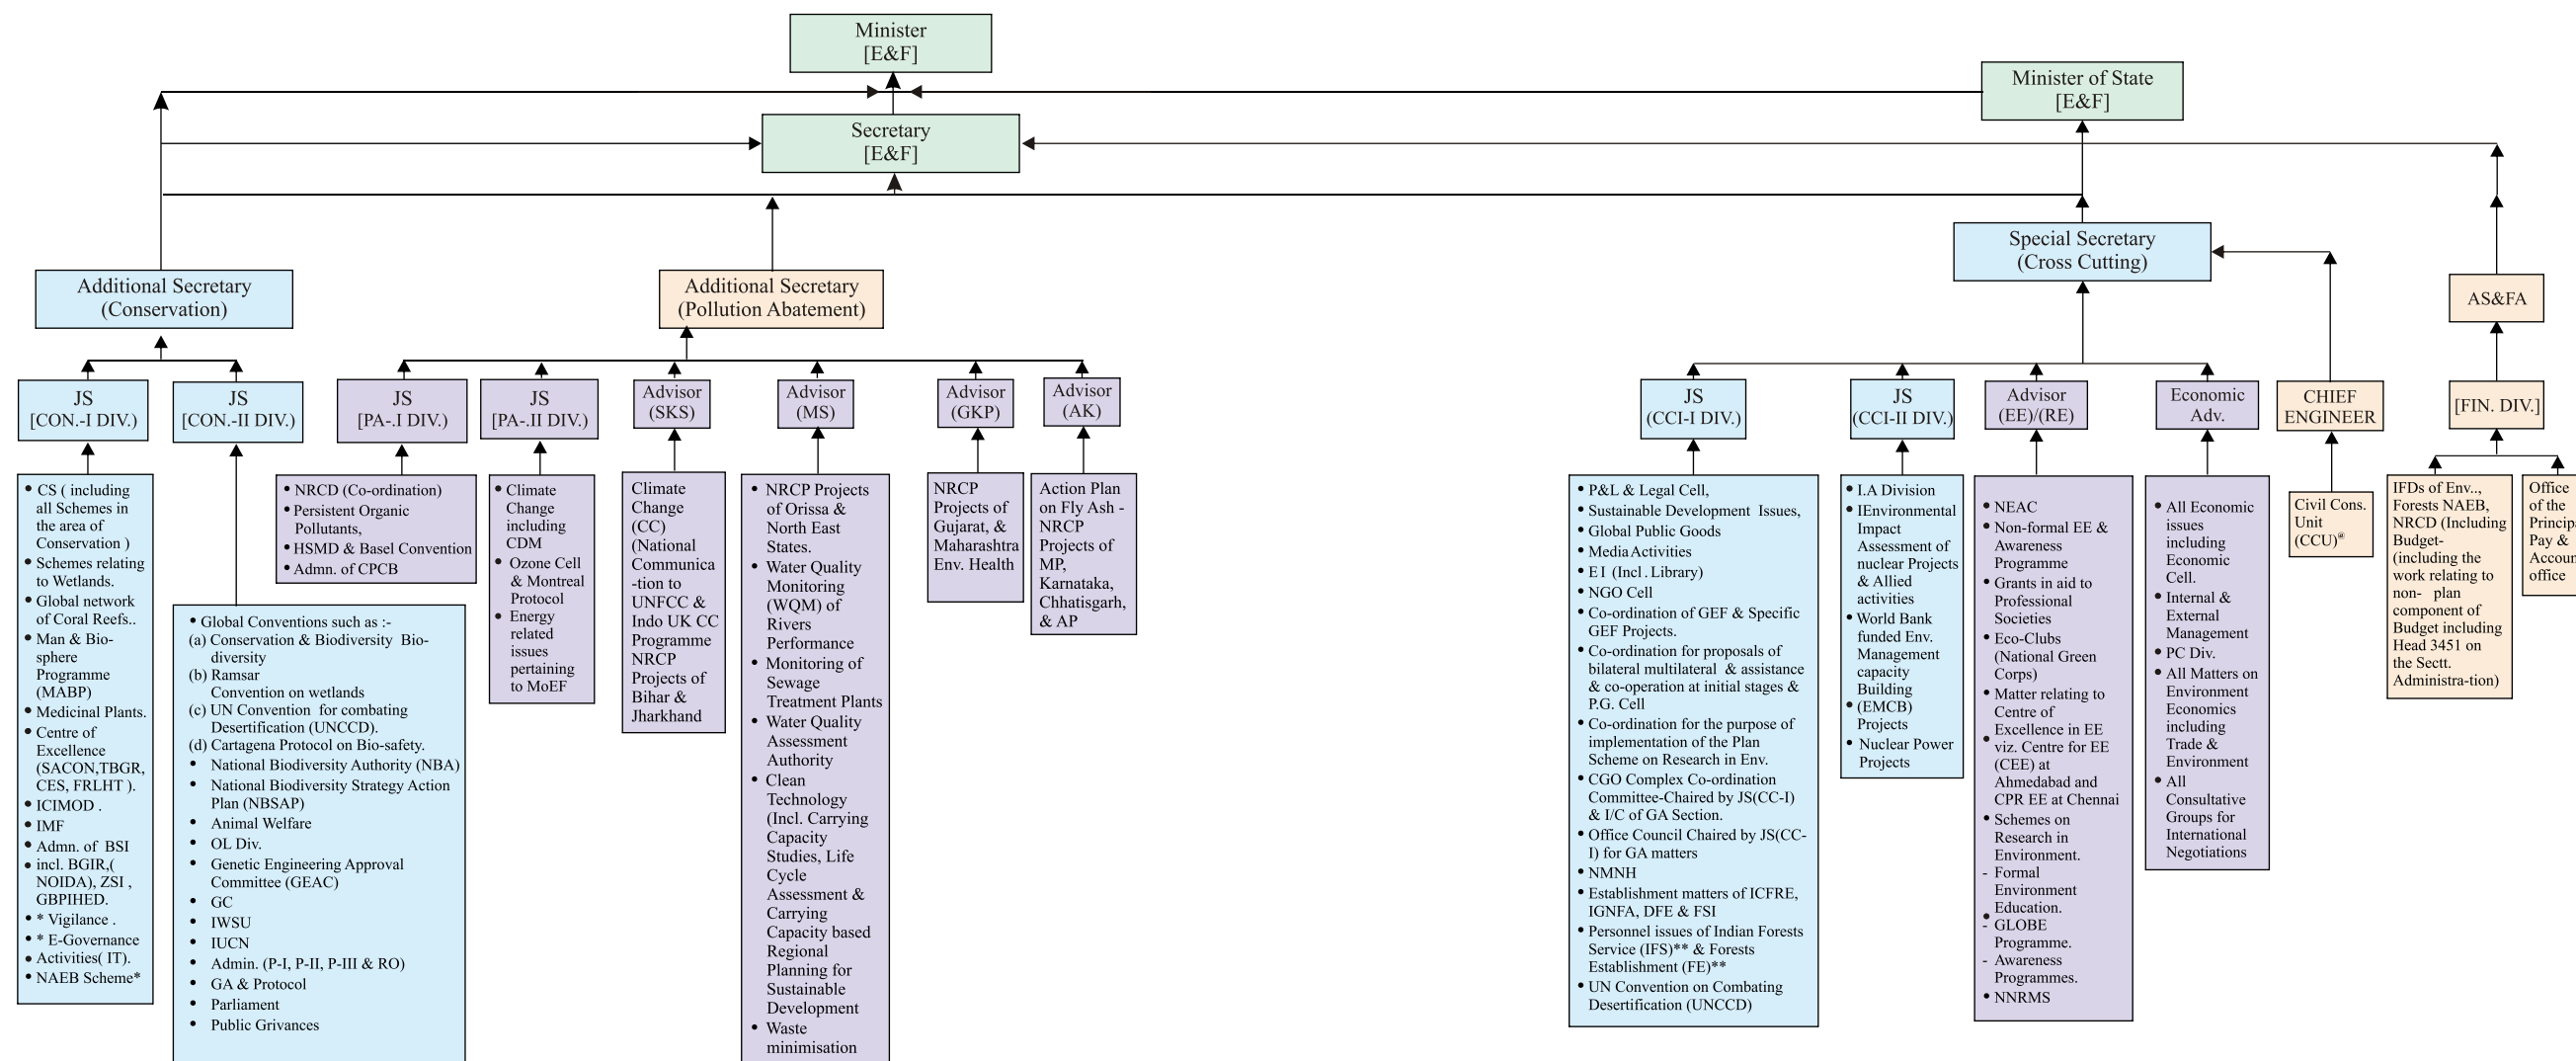 Minister
[E&F]
Minister of State
[E&F]
Secretary
[E&F]
Special Secretary
(Cross Cutting)
Additional Secretary
(Conservation)
Additional Secretary
(Pollution Abatement)
AS&FA
JS
[CON.-I DIV.)
JS
[CON.-II DIV.)
JS
[PA-.I DIV.)
JS
[PA-.II DIV.)
Advisor
(SKS)
Advisor
(MS)
Advisor
(GKP)
Advisor
(AK)
JS
(CCI-I DIV.)
JS
(CCI-II DIV.)
Advisor
(EE)/(RE)
Economic
Adv.
CHIEF
ENGINEER
[FIN. DIV.]
• CS ( including
all Schemes in
the area of
Conservation )
• Schemes relating
to Wetlands.
• Global network
of Coral Reefs..
• Man & Bio-
sphere
Programme
(MABP)
• Medicinal Plants.
• Centre of
Excellence
(SACON,TBGR,
CES, FRLHT ).
• ICIMOD .
• IMF
• Admn. of BSI
• incl. BGIR,(
NOIDA), ZSI ,
GBPIHED.
• * Vigilance .
• * E-Governance
• Activities( IT).
• NAEB Scheme*
• Global Conventions such as :-
(a) Conservation & Biodiversity Bio-
diversity
(b) Ramsar
Convention on wetlands
(c) UN Convention for combating
Desertification (UNCCD).
(d) Cartagena Protocol on Bio-safety.
• National Biodiversity Authority (NBA)
• National Biodiversity Strategy Action
Plan (NBSAP)
• Animal Welfare
• OL Div.
• Genetic Engineering Approval
Committee (GEAC)
• GC
• IWSU
• IUCN
• Admin. (P-I, P-II, P-III & RO)
• GA & Protocol
• Parliament
• Public Grivances
• NRCD (Co-ordination)
• Persistent Organic
Pollutants,
• HSMD & Basel Convention
• Admn. of CPCB
• Climate
Change
including
CDM
• Ozone Cell
& Montreal
Protocol
• Energy
related
issues
pertaining
to MoEF
Climate
Change
(CC)
(National
Communica
-tion to
UNFCC &
Indo UK CC
Programme
NRCP
Projects of
Bihar &
Jharkhand
• NRCP Projects
of Orissa &
North East
States.
• Water Quality
Monitoring
(WQM) of
Rivers
Performance
• Monitoring of
Sewage
Treatment Plants
• Water Quality
Assessment
Authority
• Clean
Technology
(Incl. Carrying
Capacity
Studies, Life
Cycle
Assessment &
Carrying
Capacity based
Regional
Planning for
Sustainable
Development
• Waste
minimisation
NRCP
Projects of
Gujarat, &
Maharashtra
Env. Health
Action Plan
on Fly Ash -
NRCP
Projects of
MP,
Karnataka,
Chhatisgarh,
& AP
• P&L & Legal Cell,
• Sustainable Development Issues,
• Global Public Goods
• Media Activities
• E I (Incl. Library)
• NGO Cell
• Co-ordination of GEF & Specific
GEF Projects.
• Co-ordination for proposals of
bilateral multilateral & assistance
& co-operation at initial stages &
P.G. Cell
• Co-ordination for the purpose of
implementation of the Plan
Scheme on Research in Env.
• CGO Complex Co-ordination
Committee-Chaired by JS(CC-I)
& I/C of GA Section.
• Office Council Chaired by JS(CC-
I) for GA matters
• NMNH
• Establishment matters of ICFRE,
IGNFA, DFE & FSI
• Personnel issues of Indian Forests
Service (IFS)** & Forests
Establishment (FE)**
• UN Convention on Combating
Desertification (UNCCD)
• I.A Division
• IEnvironmental
Impact
Assessment of
nuclear Projects
& Allied
activities
• World Bank
funded Env.
Management
capacity
Building
• (EMCB)
Projects
• Nuclear Power
Projects
• NEAC
• Non-formal EE &
Awareness
Programme
• Grants in aid to
Professional
Societies
• Eco-Clubs
(National Green
Corps)
• Matter relating to
Centre of
Excellence in EE
• viz. Centre for EE
(CEE) at
Ahmedabad and
CPR EE at Chennai
• Schemes on
Research in
Environment.
- Formal
Environment
Education.
•
- GLOBE
Programme.
- Awareness
Programmes.
• NNRMS
• All Economic
issues
including
Economic
Cell.
• Internal &
External
Management
• PC Div.
• All Matters on
Environment
Economics
including
Trade &
Environment
• All
Consultative
Groups for
International
Negotiations
Civil Cons.
Unit
(CCU)@
IFDs of Env..,
Forests NAEB,
NRCD (Including
Budget-
(including the
work relating to
non- plan
component of
Budget including
Head 3451 on
the Sectt.
Administra-tion)
Office
of the
Pay &
office